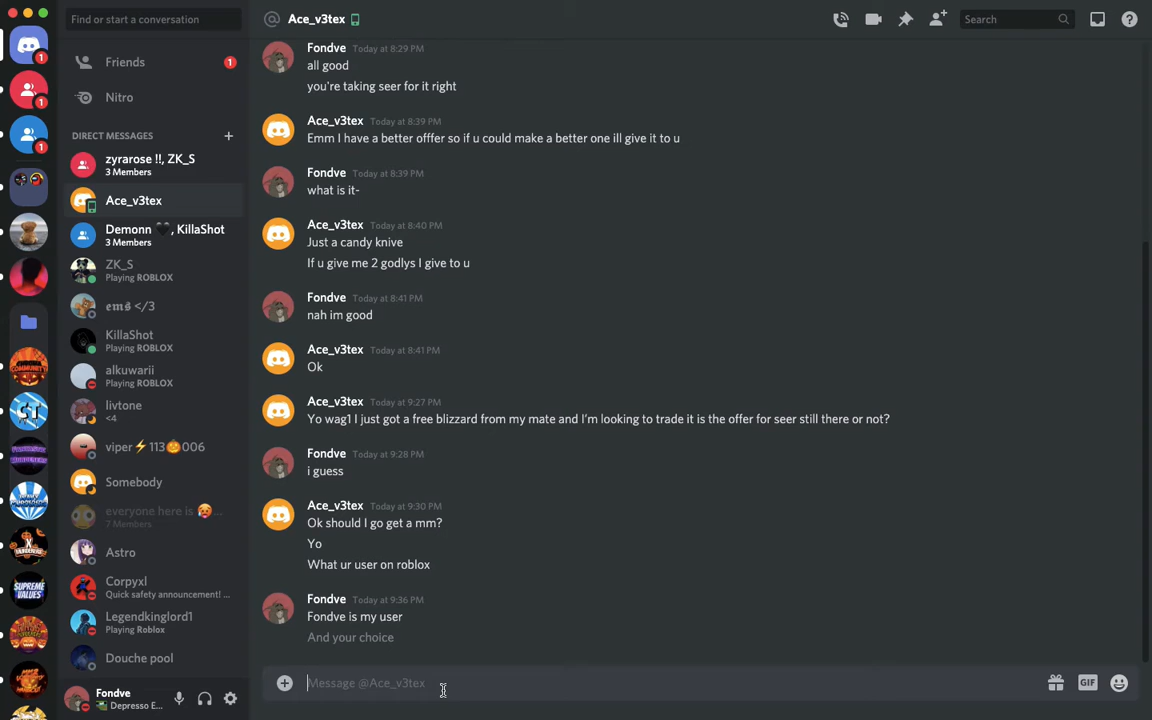 Find or start a conversation
1
Friends
1
Nitro
1
1
DIRECT MESSAGES
zyrarose !!, ZK_S
3 Members
Ace_v3tex
Demonn 🖤, KillaShot
3 Members
ZK_S
Playing ROBLOX
𝖊𝖒𝖘 </3
KillaShot
Playing ROBLOX
alkuwarii
Playing ROBLOX
livtone
<4
viper⚡113🎃006
Somebody
everyone here is 🥵...
7 Members
Astro
Corpyxl
Quick safety announcement! ...
Legendkinglord1
Playing Roblox
Douche pool
Fondve
Depresso E...
COMMUNITY
ST
SUPREME
VALUES
@ Ace_v3tex
Search
Fondve Today at 8:29 PM
all good
you're taking seer for it right
Ace_v3tex Today at 8:39 PM
Emm I have a better offfer so if u could make a better one ill give it to u
Fondve Today at 8:39 PM
what is it-
Ace_v3tex Today at 8:40 PM
Just a candy knive
If u give me 2 godlys I give to u
Fondve Today at 8:41 PM
nah im good
Ace_v3tex Today at 8:41 PM
Ok
Ace_v3tex Today at 9:27 PM
Yo wag1 I just got a free blizzard from my mate and I'm looking to trade it is the offer for seer still there or not?
Fondve Today at 9:28 PM
i guess
Ace_v3tex Today at 9:30 PM
Ok should I go get a mm?
Yo
What ur user on roblox
Fondve Today at 9:36 PM
Fondve is my user
And your choice
Message @Ace_v3tex
GIF